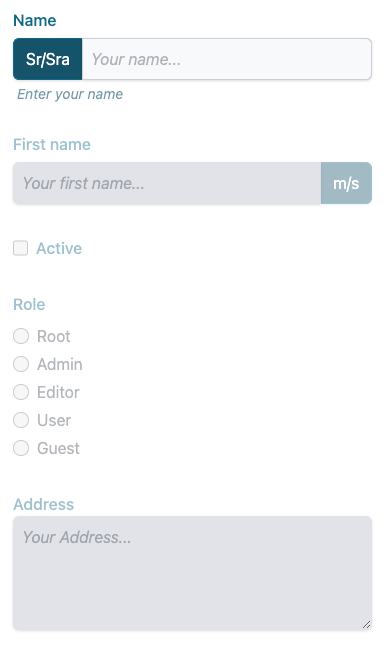 Name
Sr/Sra Your name...
Enter your name
First name
Your first name... m/s
Active
Role
Root
Admin
Editor
User
Guest
Address
Your Address...